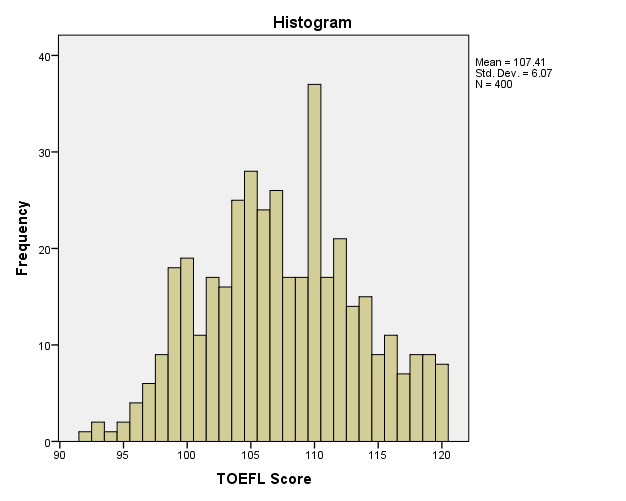 Histogram
Mean = 107.41
Std. Dev. = 6.07
N = 400
Frequency
40
30
20
10
0
90 95 100 105 110 115 120
TOEFL Score